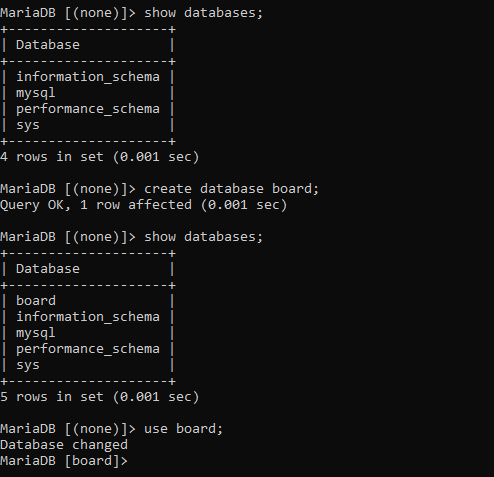 MariaDB [(none)]> show databases;
+--------------------+
| Database           |
+--------------------+
| information_schema |
| mysql              |
| performance_schema |
| sys                |
+--------------------+
4 rows in set (0.001 sec)

MariaDB [(none)]> create database board;
Query OK, 1 row affected (0.001 sec)

MariaDB [(none)]> show databases;
+--------------------+
| Database           |
+--------------------+
| board              |
| information_schema |
| mysql              |
| performance_schema |
| sys                |
+--------------------+
5 rows in set (0.001 sec)

MariaDB [(none)]> use board;
Database changed
MariaDB [board]>